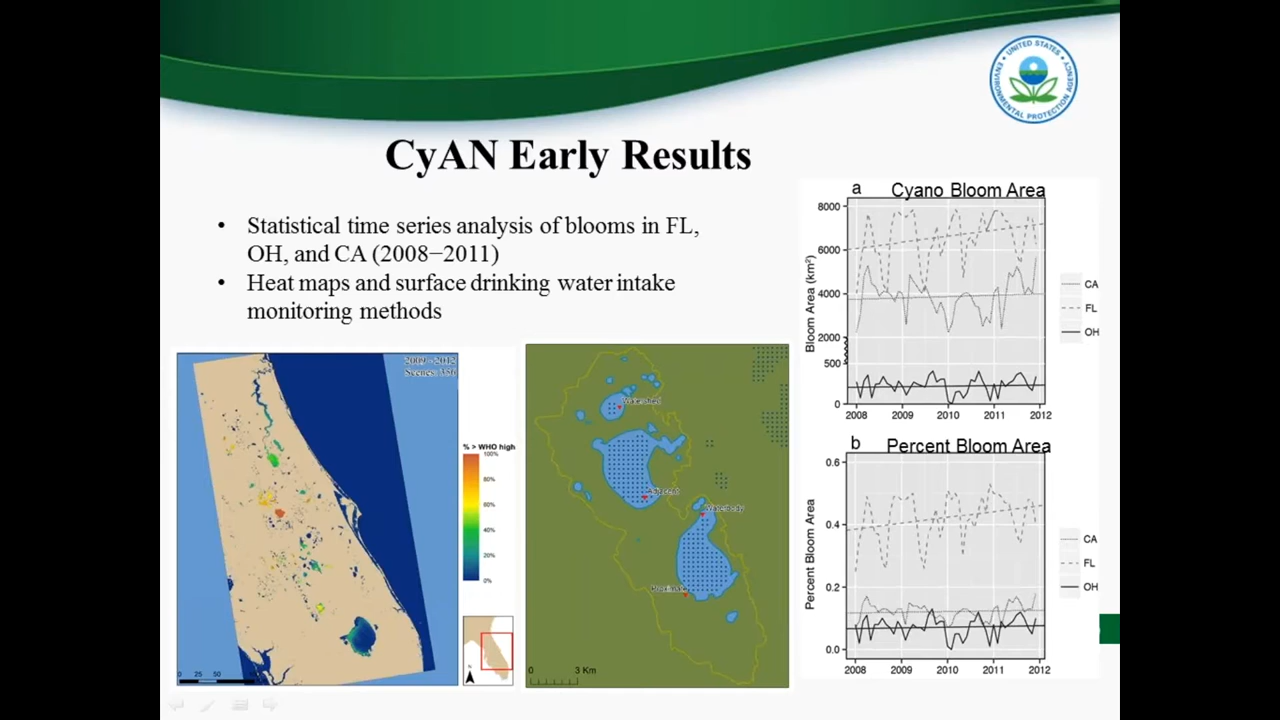 UNITED STATES
ENVIRONMENTAL PROTECTION AGENCY
CyAN Early Results
• Statistical time series analysis of blooms in FL,
OH, and CA (2008−2011)
• Heat maps and surface drinking water intake
monitoring methods
2009 - 2012
% > WHO high
100%
80%
60%
40%
20%
0%
0 25 50
N
Watershed
Adjacent
Waterbody
Proximate
0 3 Km
a Cyano Bloom Area
Bloom Area (km²)
8000
6000
4000
2000
500
0
2008 2009 2010 2011 2012
CA
FL
OH
b Percent Bloom Area
Percent Bloom Area
0.6
0.4
0.2
0.0
2008 2009 2010 2011 2012
CA
FL
OH